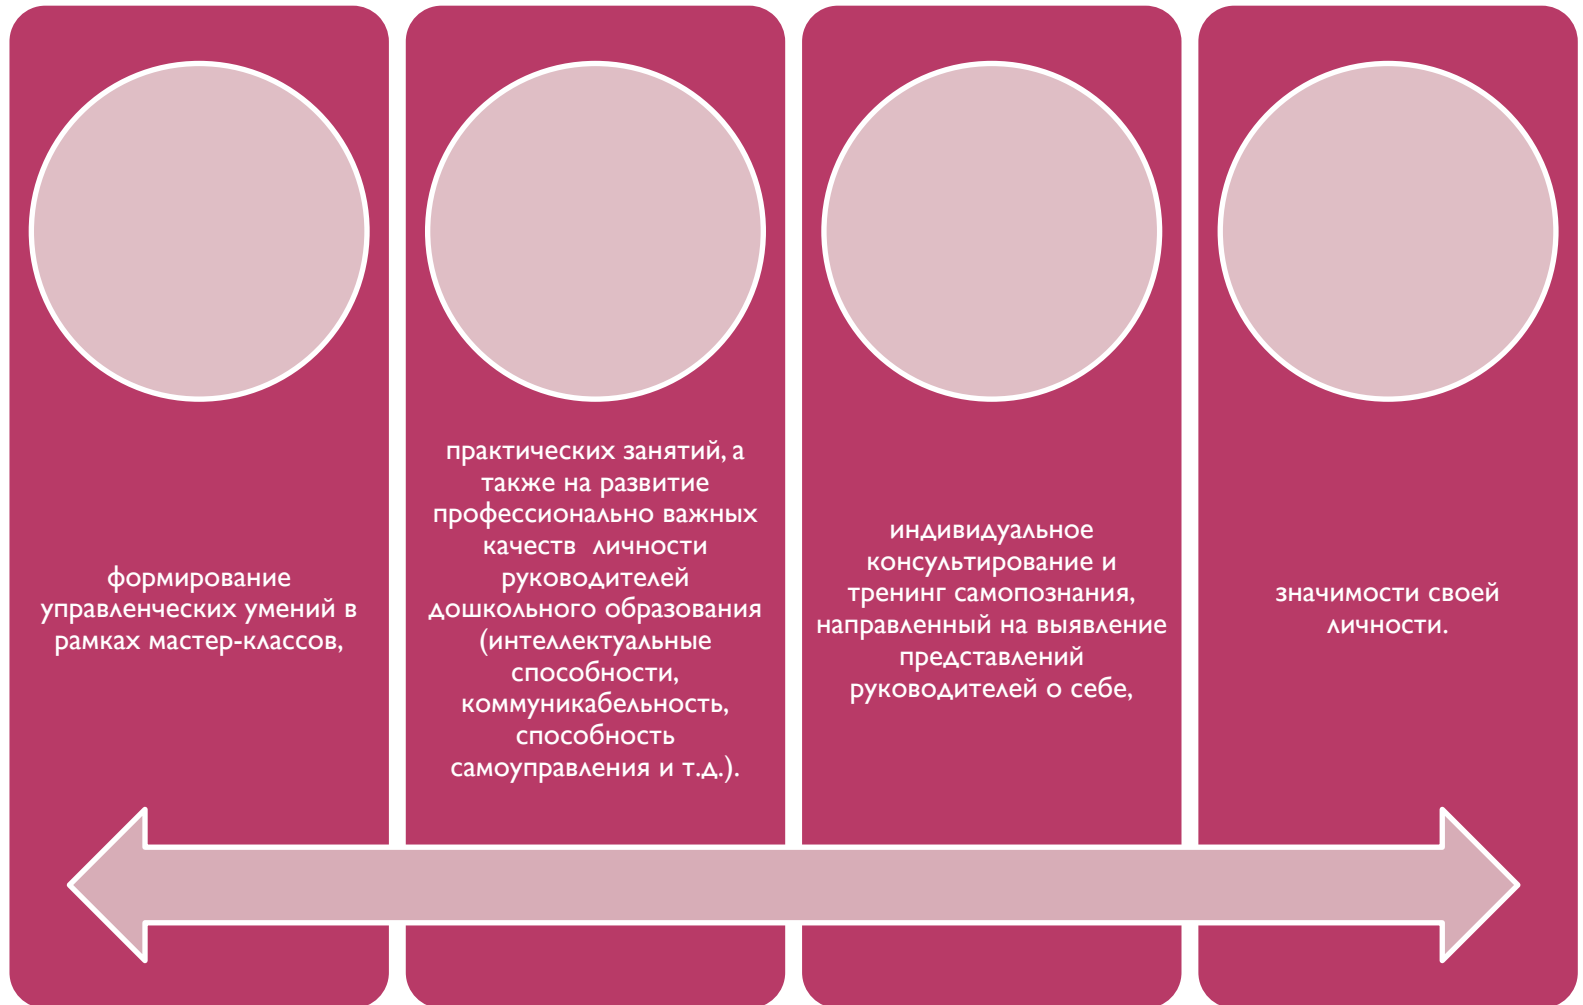 формирование
управленческих умений в
рамках мастер-классов,
практических занятий, а
также на развитие
профессионально важных
качеств  личности
руководителей
дошкольного образования
(интеллектуальные
способности,
коммуникабельность,
способность
самоуправления и т.д.).
индивидуальное
консультирование и
тренинг самопознания,
направленный на выявление
представлений
руководителей о себе,
значимости своей
личности.